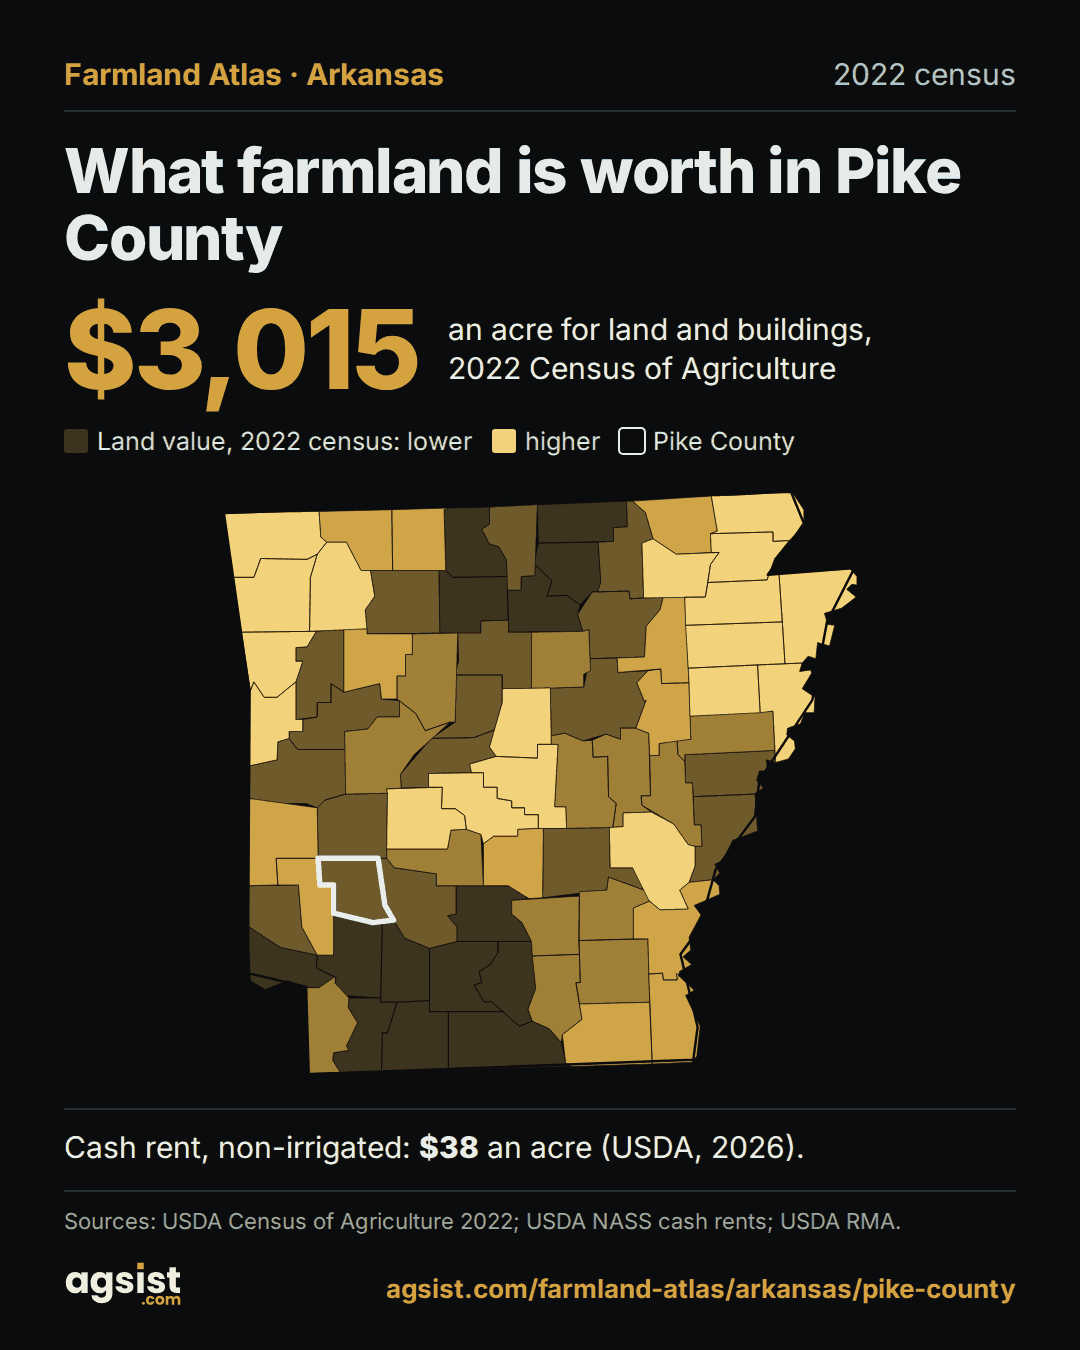 Farmland Atlas · Arkansas
2022 census
What farmland is worth in Pike
County
$3,015
an acre for land and buildings,
2022 Census of Agriculture
Land value, 2022 census: lower
higher
Pike County
Cash rent, non-irrigated: $38 an acre (USDA, 2026).
Sources: USDA Census of Agriculture 2022; USDA NASS cash rents; USDA RMA.
agsist
.com
agsist.com/farmland-atlas/arkansas/pike-county